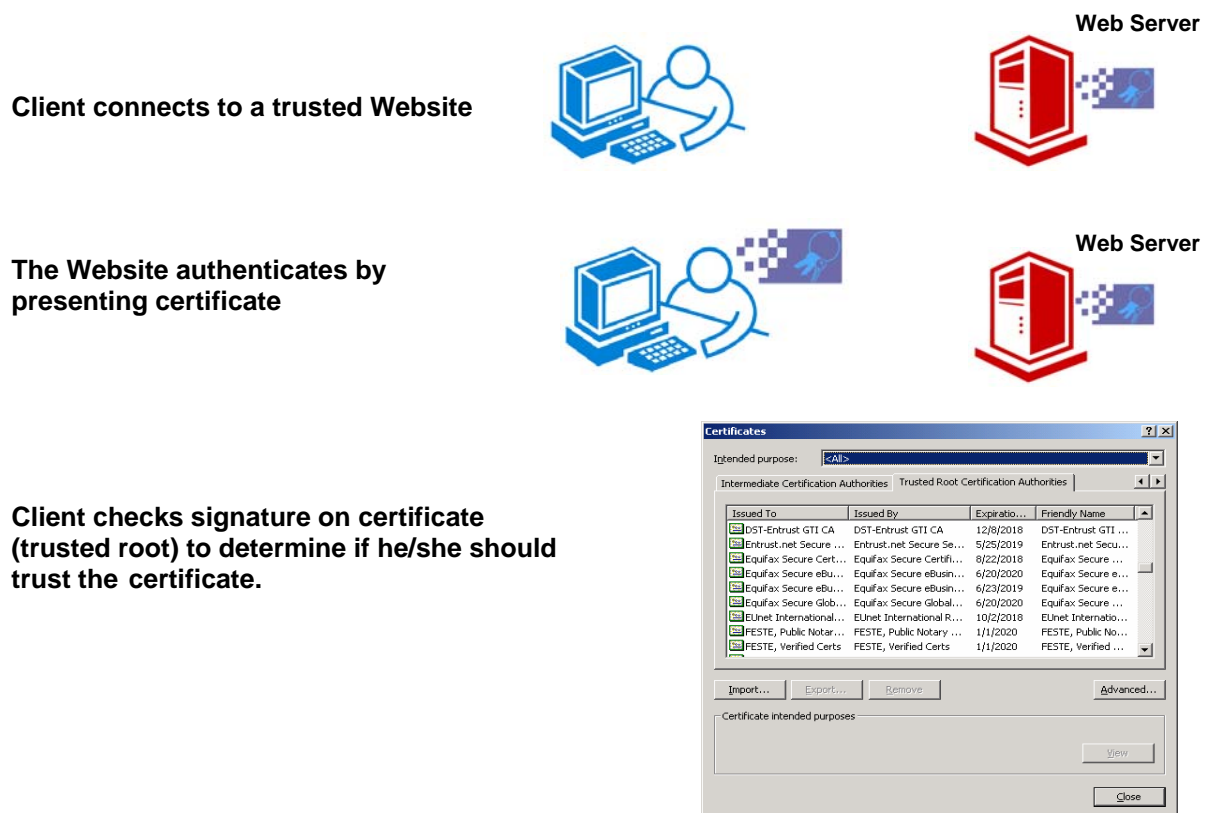 Web Server
Client connects to a trusted Website
Web Server
The Website authenticates by
presenting certificate
Certificates
Intended purpose: <All>
Intermediate Certification Authorities Trusted Root Certification Authorities
Client checks signature on certificate
(trusted root) to determine if he/she should
trust the certificate.
Issued To Issued By Expiratio... Friendly Name
DST-Entrust GTI CA DST-Entrust GTI CA 12/8/2018 DST-Entrust GTI ...
Entrust.net Secure ... Entrust.net Secure Se... 5/25/2019 Entrust.net Secu...
Equifax Secure Cert... Equifax Secure Certifi... 8/22/2018 Equifax Secure ...
Equifax Secure eBu... Equifax Secure eBusin... 6/20/2020 Equifax Secure e...
Equifax Secure eBu... Equifax Secure eBusin... 6/23/2019 Equifax Secure e...
Equifax Secure Glob... Equifax Secure Global... 6/20/2020 Equifax Secure ...
EUnet International... EUnet International R... 10/2/2018 EUnet Internatio...
FESTE, Public Notar... FESTE, Public Notary ... 1/1/2020 FESTE, Public No...
FESTE, Verified Certs FESTE, Verified Certs 1/1/2020 FESTE, Verified ...
Import... Export... Remove Advanced...
Certificate intended purposes
View
Close